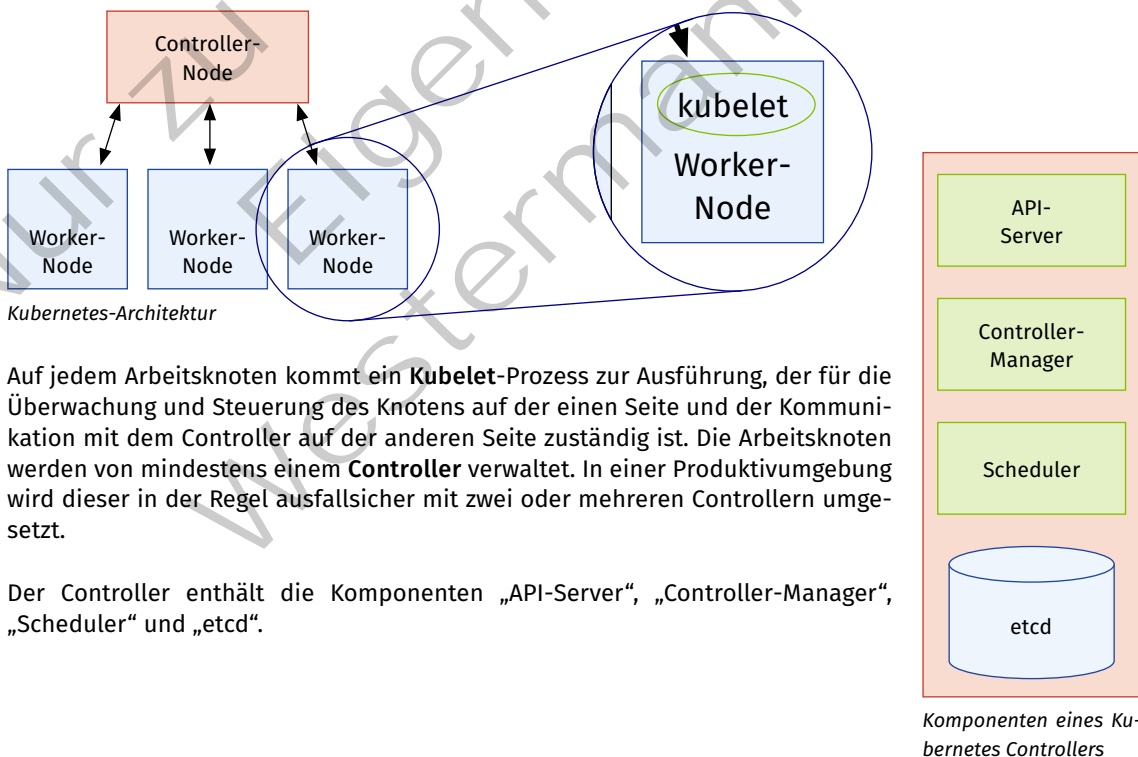 Controller-
Node
kubelet
Worker-
Node
Worker-
Node
Worker-
Node
Worker-
Node
Kubernetes-Architektur
Auf jedem Arbeitsknoten kommt ein Kubelet-Prozess zur Ausführung, der für die
Überwachung und Steuerung des Knotens auf der einen Seite und der Kommuni-
kation mit dem Controller auf der anderen Seite zuständig ist. Die Arbeitsknoten
werden von mindestens einem Controller verwaltet. In einer Produktivumgebung
wird dieser in der Regel ausfallsicher mit zwei oder mehreren Controllern umge-
setzt.
Der Controller enthält die Komponenten „API-Server“, „Controller-Manager“,
„Scheduler“ und „etcd“.
API-
Server
Controller-
Manager
Scheduler
etcd
Komponenten eines Ku-
bernetes Controllers
zu
Westermann